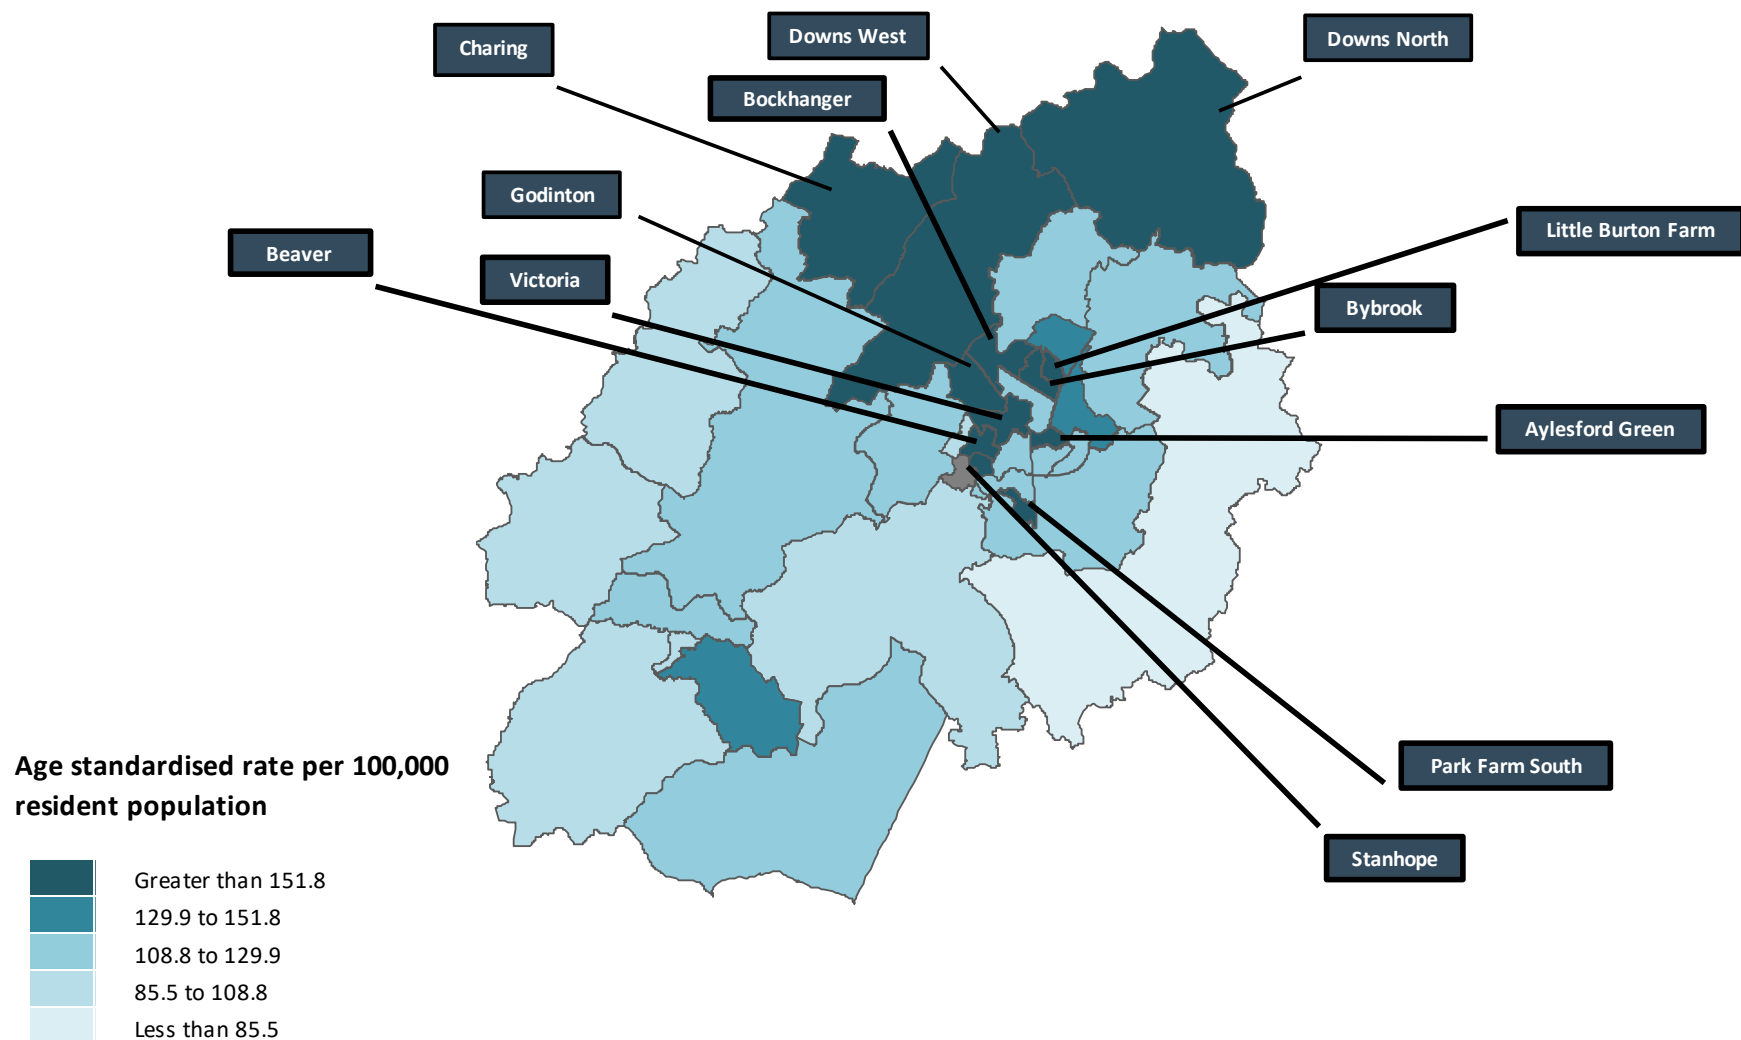 Downs West
Downs North
Charing
Bockhanger
Godinton
Little Burton Farm
Beaver
Victoria
Bybrook
Aylesford Green
Park Farm South
Stanhope
Age standardised rate per 100,000
resident population
Greater than 151.8
129.9 to 151.8
108.8 to 129.9
85.5 to 108.8
Less than 85.5